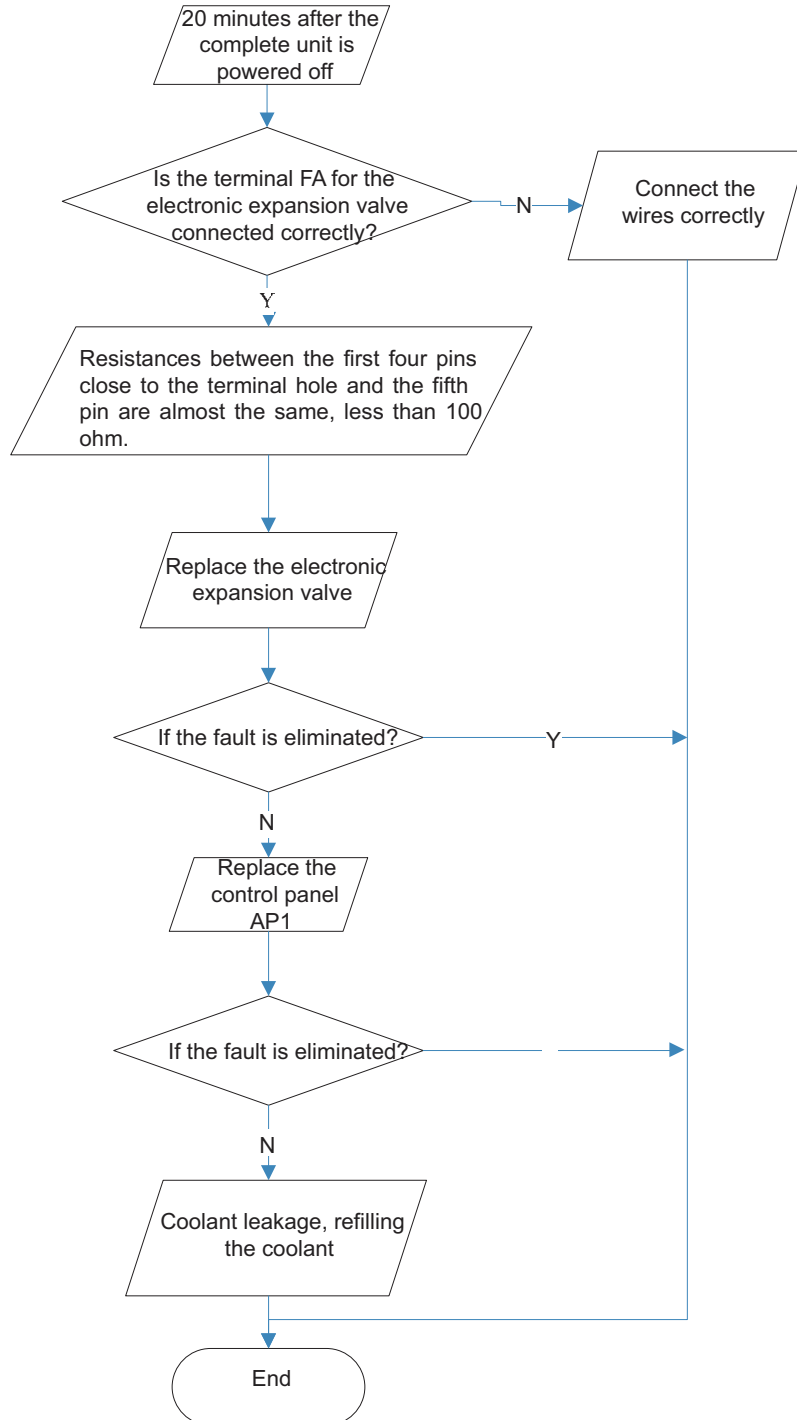 20 minutes after the
complete unit is
powered off
Is the terminal FA for the
electronic expansion valve
connected correctly?
N
Connect the
wires correctly
Y
Resistances between the first four pins
close to the terminal hole and the fifth
pin are almost the same, less than 100
ohm.
Replace the electronic
expansion valve
If the fault is eliminated?
Y
N
Replace the
control panel
AP1
If the fault is eliminated?
N
Coolant leakage, refilling
the coolant
End